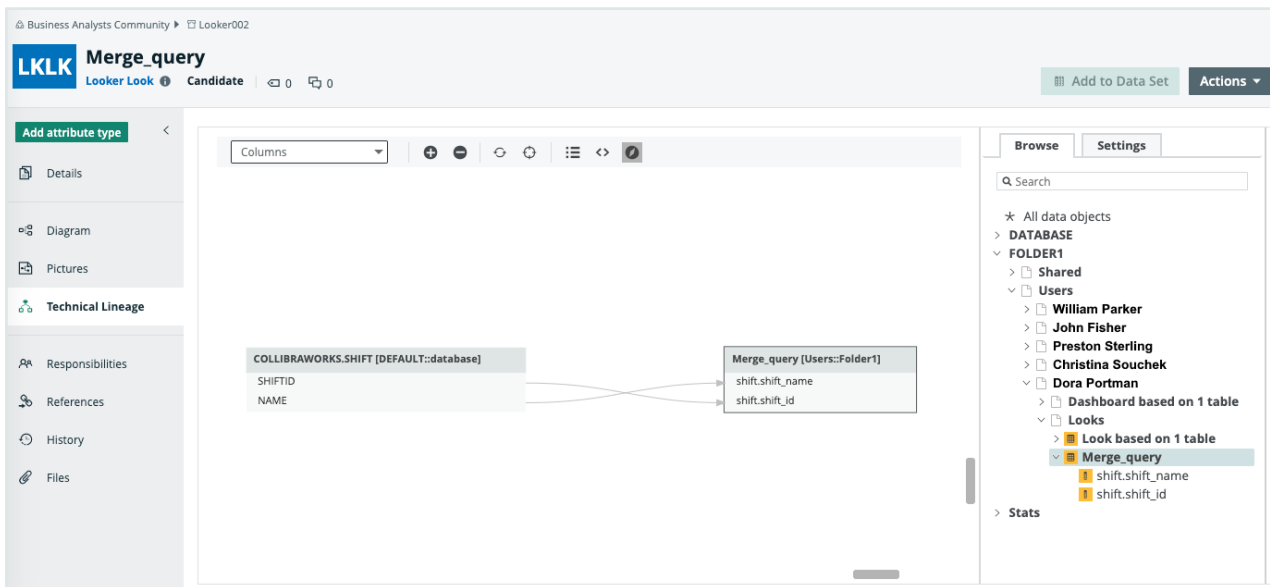 Business Analysts Community Looker002
LKLK
Merge_query
Looker Look Candidate 0 0
Add to Data Set
Actions
Add attribute type
Details
Diagram
Pictures
Technical Lineage
Responsibilities
References
History
Files
Columns
COLLIBRAWORKS.SHIFT [DEFAULT::database]
SHIFTID
NAME
Merge_query [Users::Folder1]
shift.shift_name
shift.shift_id
Browse Settings
Search
All data objects
DATABASE
FOLDER1
Shared
Users
William Parker
John Fisher
Preston Sterling
Christina Souchek
Dora Portman
Dashboard based on 1 table
Looks
Look based on 1 table
Merge_query
shift.shift_name
shift.shift_id
Stats